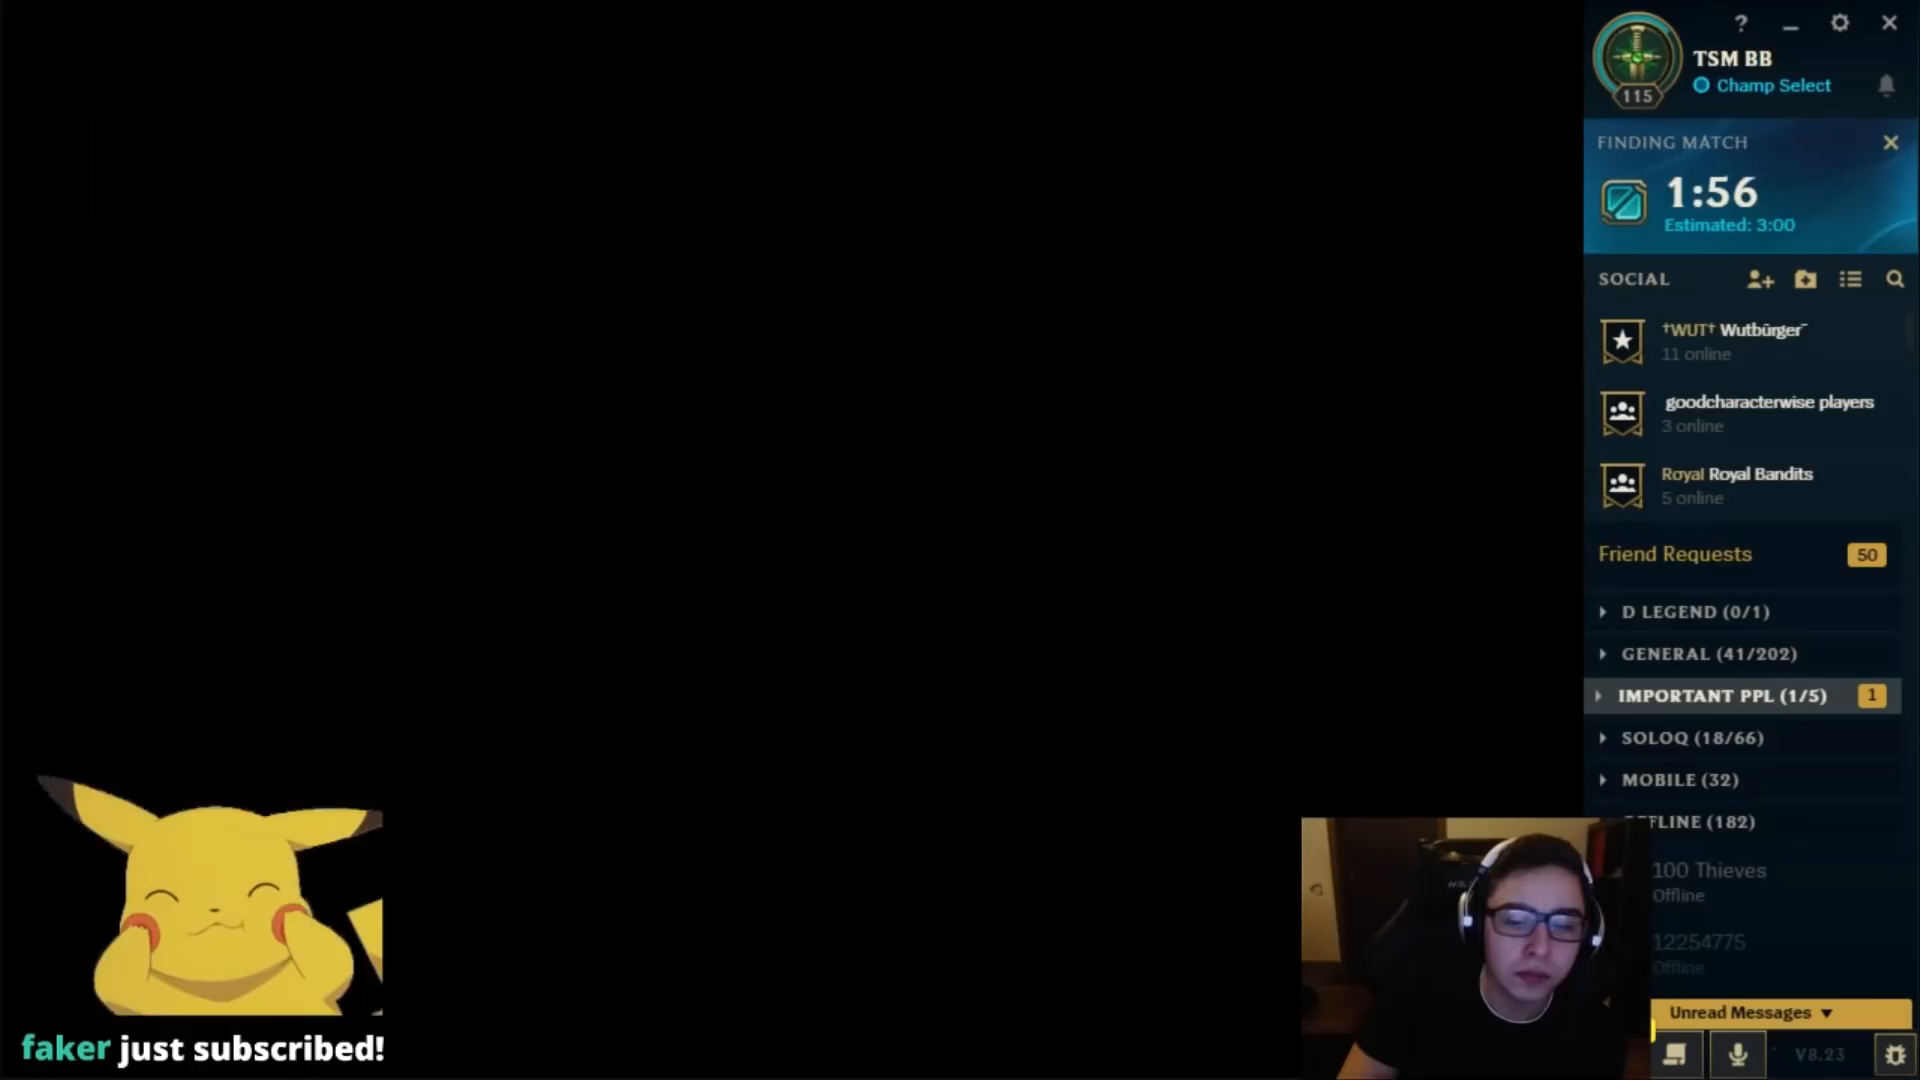 ?
TSM BB
Champ Select
115
FINDING MATCH
1:56
Estimated: 3:00
SOCIAL
†WUT† Wutbürger˜
11 online
goodcharacterwise players
3 online
Royal Royal Bandits
5 online
Friend Requests 50
D LEGEND (0/1)
GENERAL (41/202)
IMPORTANT PPL (1/5) 1
SOLOQ (18/66)
MOBILE (32)
OFFLINE (182)
100 Thieves
Offline
12254775
Offline
Unread Messages
V8.23
faker just subscribed!